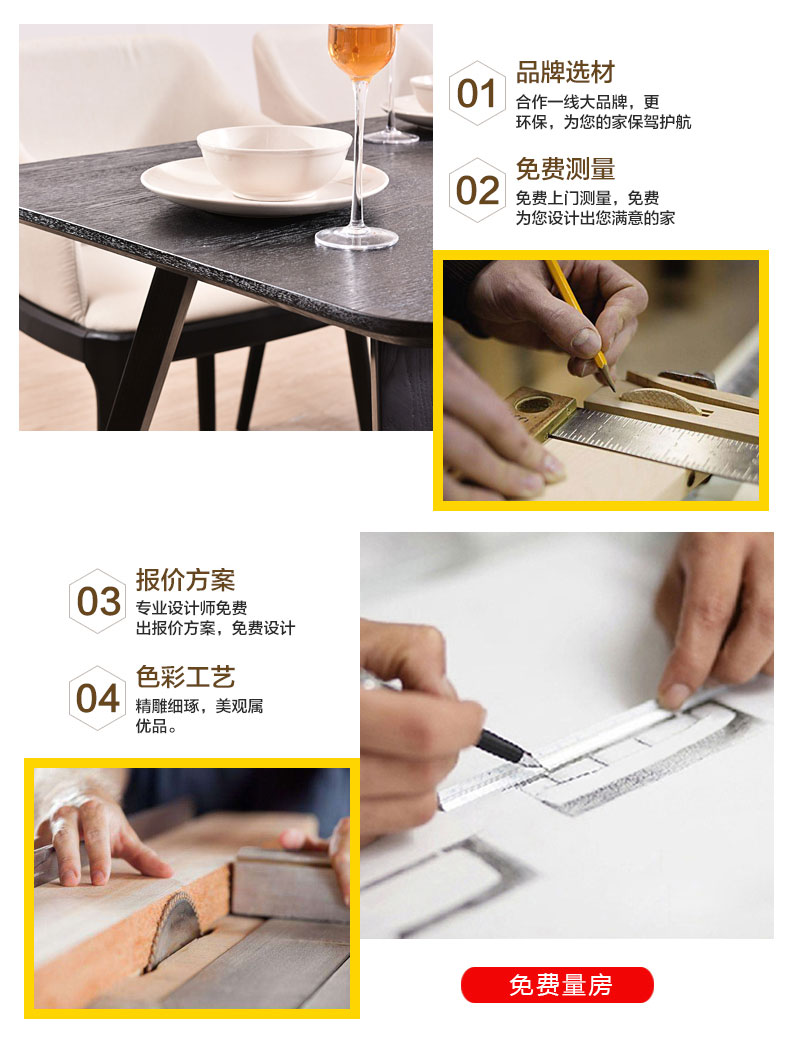 01
品牌选材
合作一线大品牌，更
环保，为您的家保驾护航
02
免费测量
免费上门测量，免费
为您设计出您满意的家
03
报价方案
专业设计师免费
出报价方案，免费设计
04
色彩工艺
精雕细琢，美观属
优品。
免费量房